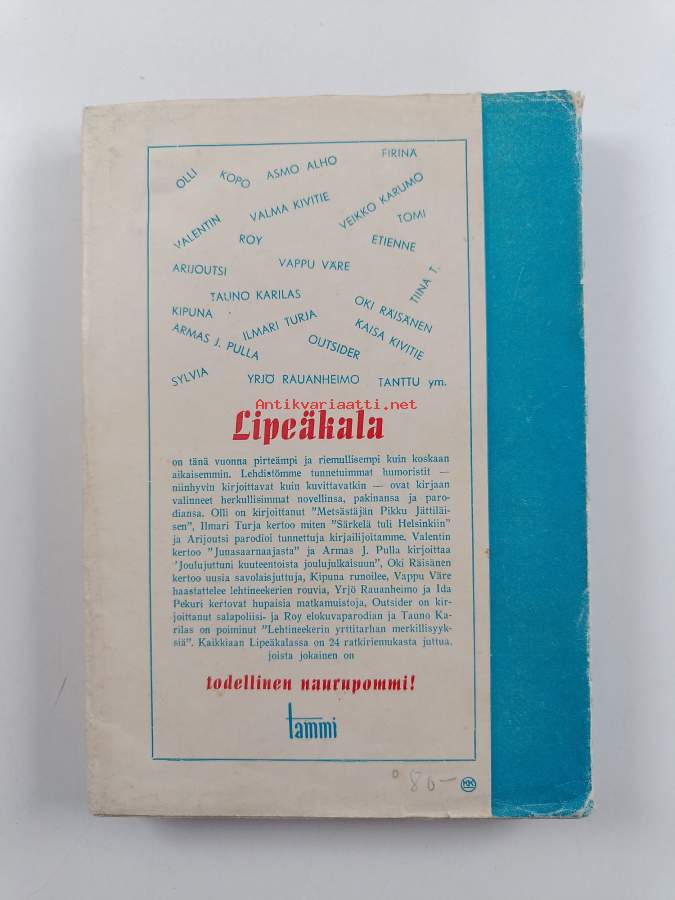 FIRINA
OLLI KOPO ASMO ALHO
VALENTIN VALMA KIVITIE VEIKKO KARUMO
ROY ETIENNE TOMI
ARIJOUTSI VAPPU VÄRE TIINA T.
TAUNO KARILAS
KIPUNA ILMARI TURJA OKI RÄISÄNEN
ARMAS J. PULLA OUTSIDER KAISA KIVITIE
SYLVIA YRJÖ RAUANHEIMO TANTTU ym.
Antikvariaatti.net
Lipeäkala
on tänä vuonna pirteämpi ja riemullisempi kuin koskaan
aikaisemmin. Lehdistömme tunnetuimmat humoristit —
niinhyvin kirjoittavat kuin kuvittavatkin — ovat kirjaan
valinneet herkullisimmat novellinsa, pakinansa ja paro-
diansa. Olli on kirjoittanut "Metsästäjän Pikku Jättiläi-
sen", Ilmari Turja kertoo miten "Särkelä tuli Helsinkiin"
ja Arijoutsi parodioi tunnettuja kirjailijoitamme. Valentin
kertoo "Junasaarnaajasta" ja Armas J. Pulla kirjoittaa
'Joulujuttuni kuuteentoista joulujulkaisuun", Oki Räisänen
kertoo uusia savolaisjuttuja, Kipuna runoilee, Vappu Väre
haastattelee lehtineekerien rouvia, Yrjö Rauanheimo ja Ida
Pekuri kertovat hupaisia matkamuistoja, Outsider on kir-
joittanut salapoliisi- ja Roy elokuvaparodian ja Tauno Ka-
rilas on poiminut "Lehtineekerin yrttitarhan merkillisyyk-
siä". Kaikkiaan Lipeäkalassa on 24 ratkiriemukasta juttua,
joista jokainen on
todellinen naurupommi!
tammi
80—
KK